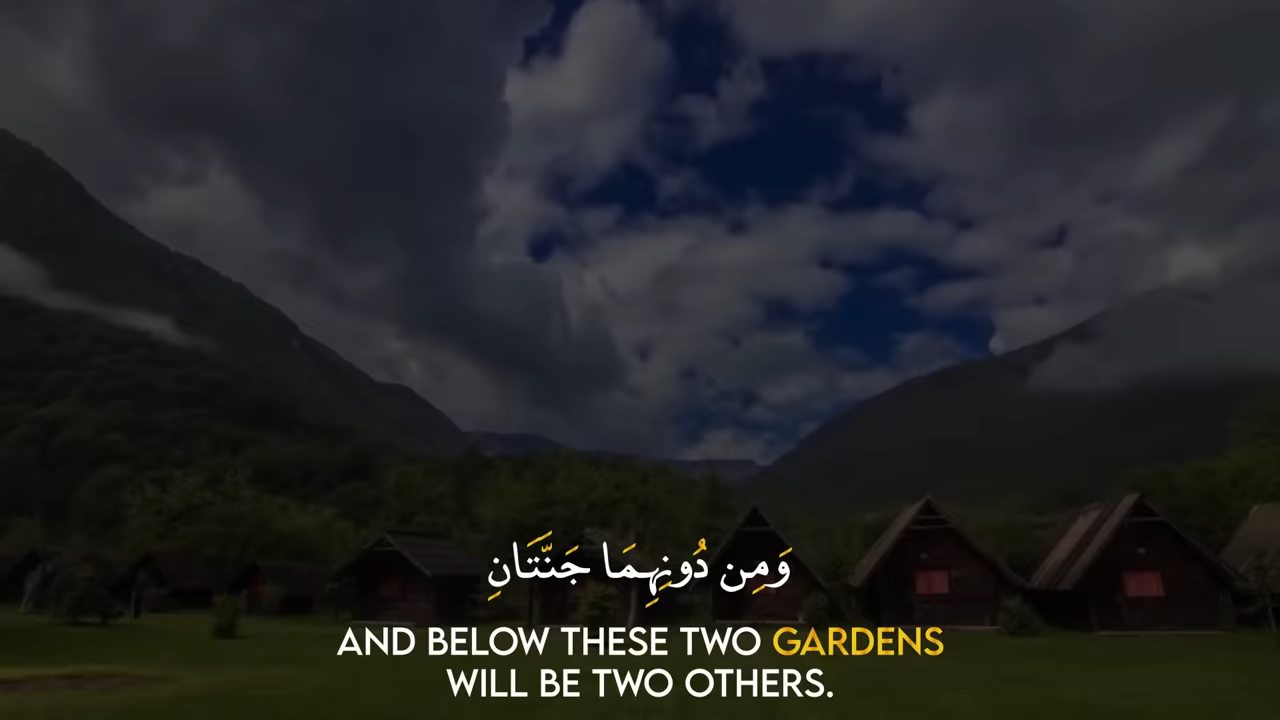 وَمِن دُونِهِمَا جَنَّتَانِ
AND BELOW THESE TWO GARDENS
WILL BE TWO OTHERS.